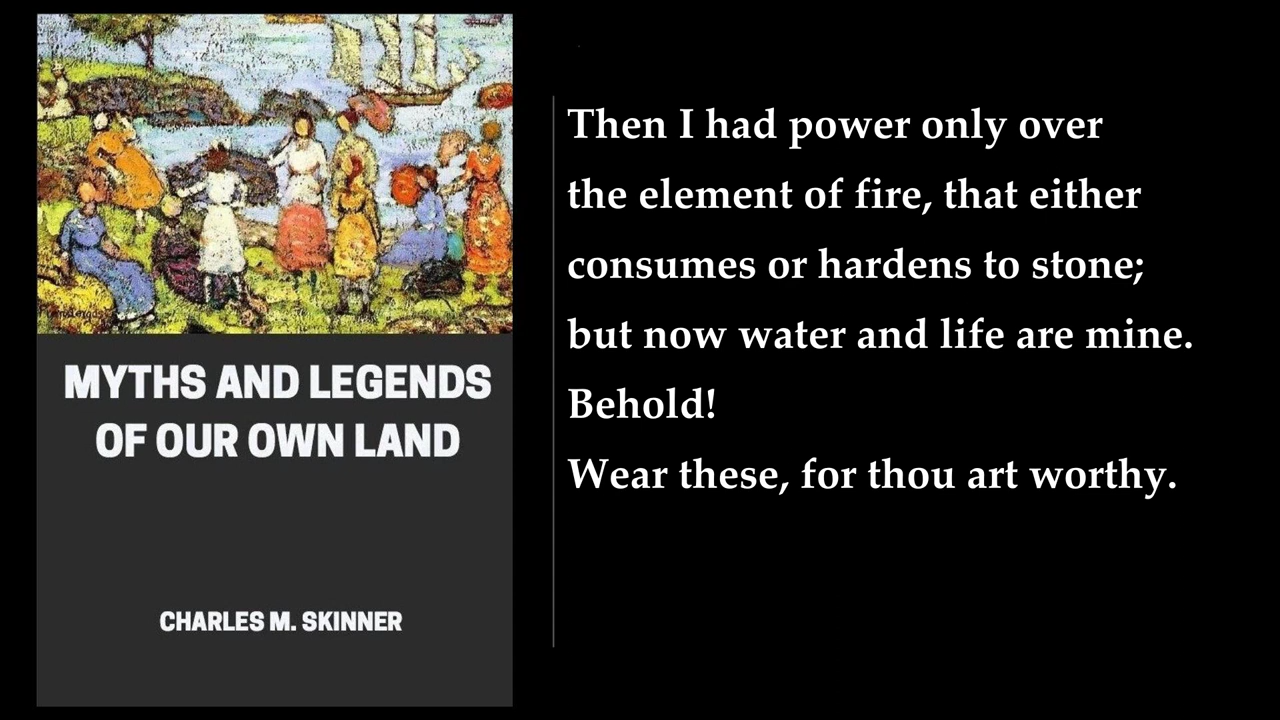 MYTHS AND LEGENDS
OF OUR OWN LAND
CHARLES M. SKINNER
Then I had power only over
the element of fire, that either
consumes or hardens to stone;
but now water and life are mine.
Behold!
Wear these, for thou art worthy.